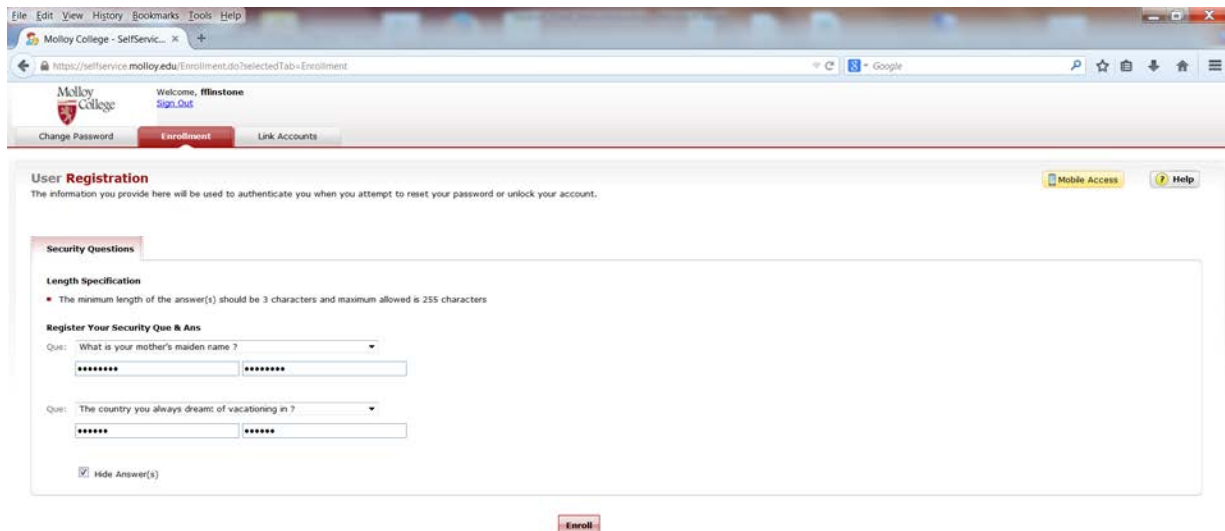 File Edit View History Bookmarks Tools Help
Molloy College - SelfServic... × +
https://selfservice.molloy.edu/Enrollment.do?selectedTab=Enrollment Google
Molloy College
Welcome, fflinstone
Sign Out
Change Password Enrollment Link Accounts
User Registration
Mobile Access ? Help
The information you provide here will be used to authenticate you when you attempt to reset your password or unlock your account.
Security Questions
Length Specification
The minimum length of the answer(s) should be 3 characters and maximum allowed is 255 characters
Register Your Security Que & Ans
Que: What is your mother's maiden name ?
•••••••• ••••••••
Que: The country you always dreamt of vacationing in ?
•••••• ••••••
Hide Answer(s)
Enroll